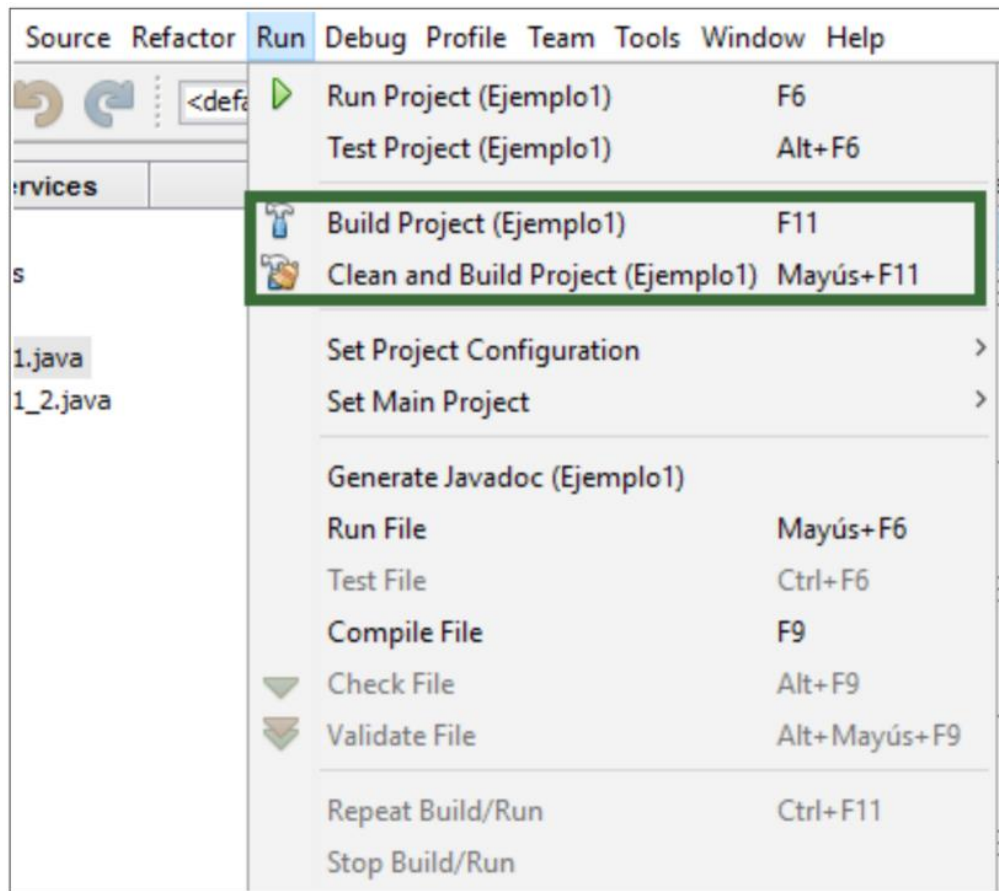 Source Refactor Run Debug Profile Team Tools Window Help
<defa
Run Project (Ejemplo1) F6
Test Project (Ejemplo1) Alt+F6
ervices
Build Project (Ejemplo1) F11
s
Clean and Build Project (Ejemplo1) Mayús+F11
1.java
Set Project Configuration >
1_2.java
Set Main Project >
Generate Javadoc (Ejemplo1)
Run File Mayús+F6
Test File Ctrl+F6
Compile File F9
Check File Alt+F9
Validate File Alt+Mayús+F9
Repeat Build/Run Ctrl+F11
Stop Build/Run